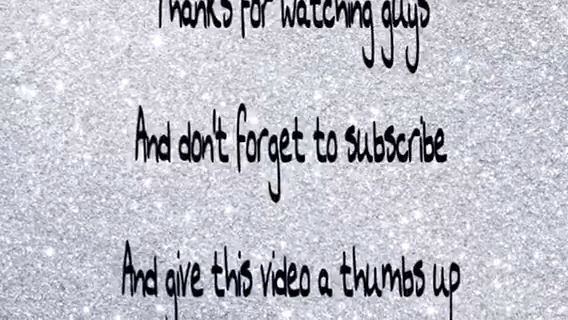 Thanks for watching guys
And don't forget to subscribe
And give this video a thumbs up